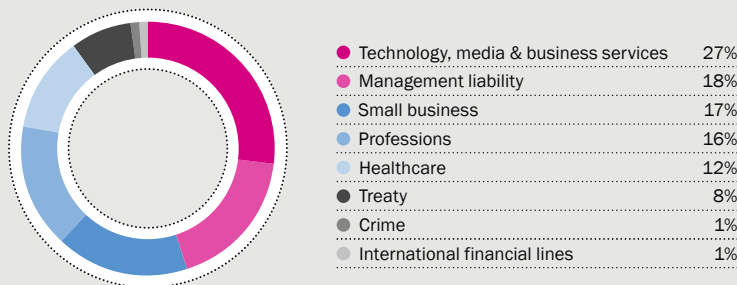 Technology, media & business services 27%
Management liability 18%
Small business 17%
Professions 16%
Healthcare 12%
Treaty 8%
Crime 1%
International financial lines 1%